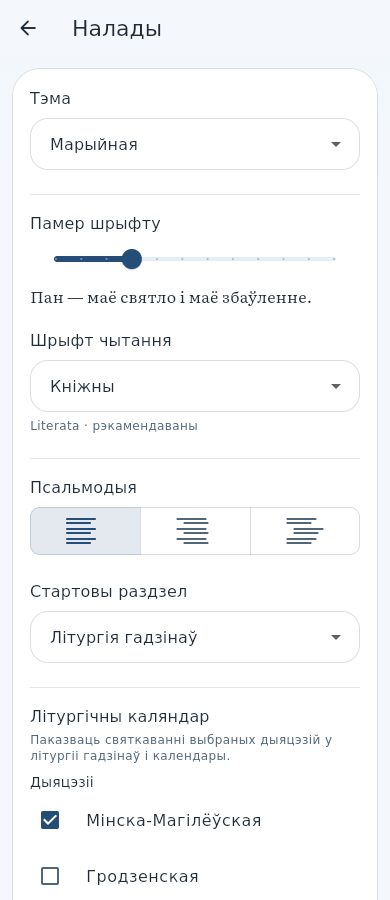 Налады
Тэма
Марыйная
Памер шрыфту
Пан — маё святло і маё збаўленне.
Шрыфт чытання
Кніжны
Literata · рэкамендаваны
Псальмодыя
Стартовы раздзел
Літургія гадзінаў
Літургічны каляндар
Паказваць святкаванні выбраных дыяцэзій у
літургіі гадзінаў і календары.
Дыяцэзіі
Мінска-Магілёўская
Гродзенская